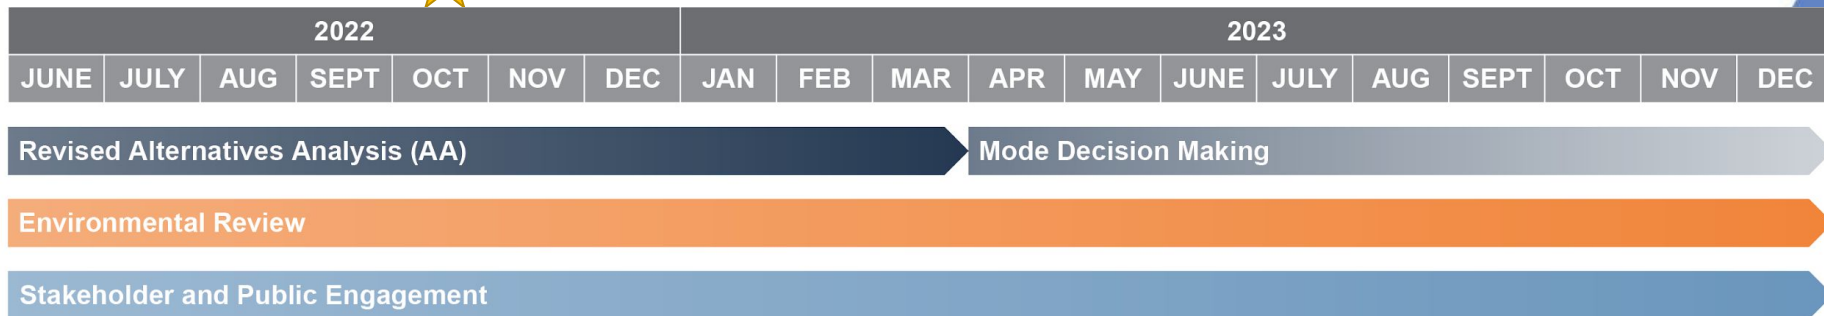 2022 2023
JUNE JULY AUG SEPT OCT NOV DEC JAN FEB MAR APR MAY JUNE JULY AUG SEPT OCT NOV DEC
Revised Alternatives Analysis (AA) Mode Decision Making
Environmental Review
Stakeholder and Public Engagement